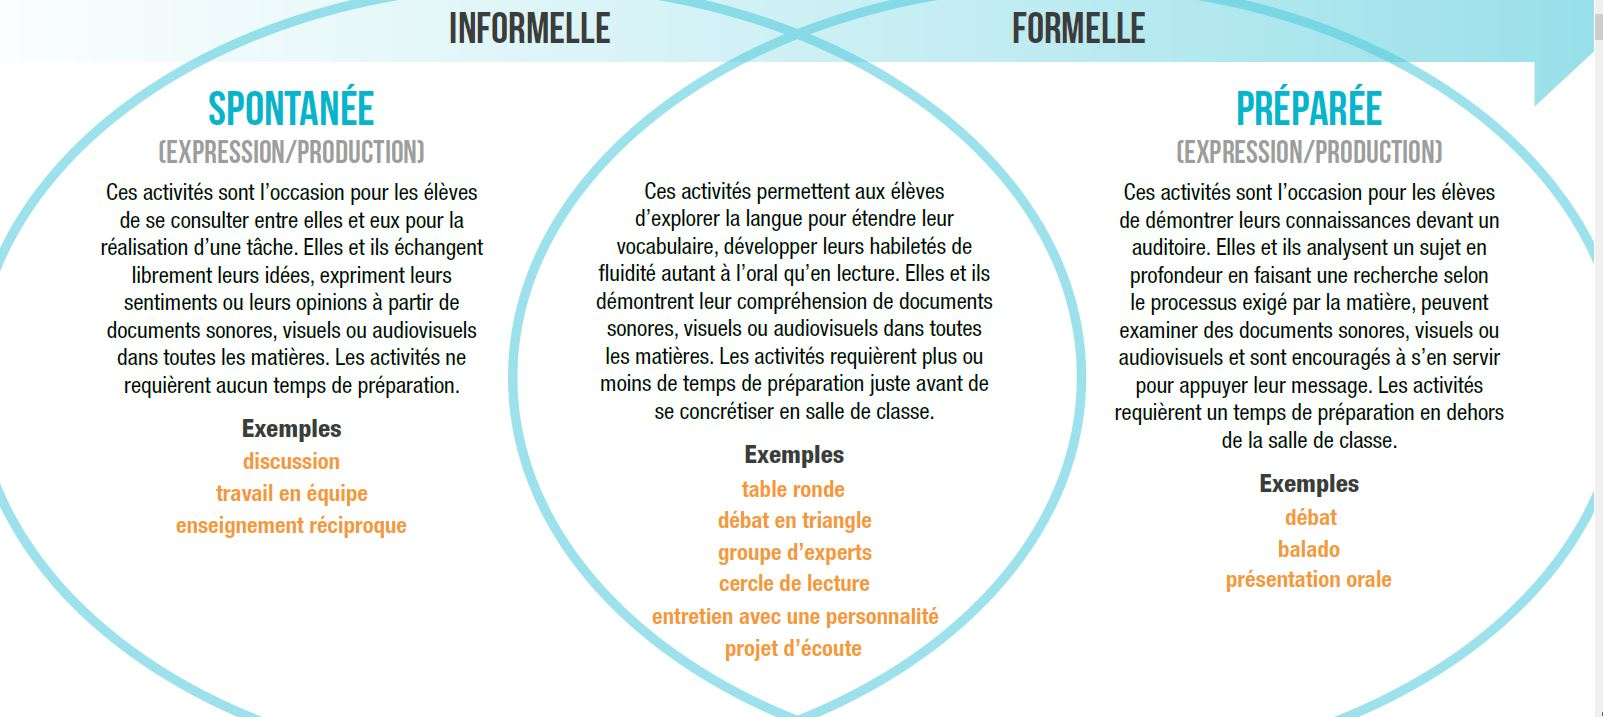 INFORMELLE
FORMELLE
SPONTANÉE
(EXPRESSION/PRODUCTION)
Ces activités sont l’occasion pour les élèves
de se consulter entre elles et eux pour la
réalisation d’une tâche. Elles et ils échangent
librement leurs idées, expriment leurs
sentiments ou leurs opinions à partir de
documents sonores, visuels ou audiovisuels
dans toutes les matières. Les activités ne
requièrent aucun temps de préparation.
Exemples
discussion
travail en équipe
enseignement réciproque
Ces activités permettent aux élèves
d’explorer la langue pour étendre leur
vocabulaire, développer leurs habiletés de
fluidité autant à l’oral qu’en lecture. Elles et ils
démontrent leur compréhension de documents
sonores, visuels ou audiovisuels dans toutes
les matières. Les activités requièrent plus ou
moins de temps de préparation juste avant de
se concrétiser en salle de classe.
Exemples
table ronde
débat en triangle
groupe d’experts
cercle de lecture
entretien avec une personnalité
projet d’écoute
PRÉPARÉE
(EXPRESSION/PRODUCTION)
Ces activités sont l’occasion pour les élèves
de démontrer leurs connaissances devant un
auditoire. Elles et ils analysent un sujet en
profondeur en faisant une recherche selon
le processus exigé par la matière, peuvent
examiner des documents sonores, visuels ou
audiovisuels et sont encouragés à s’en servir
pour appuyer leur message. Les activités
requièrent un temps de préparation en dehors
de la salle de classe.
Exemples
débat
balado
présentation orale